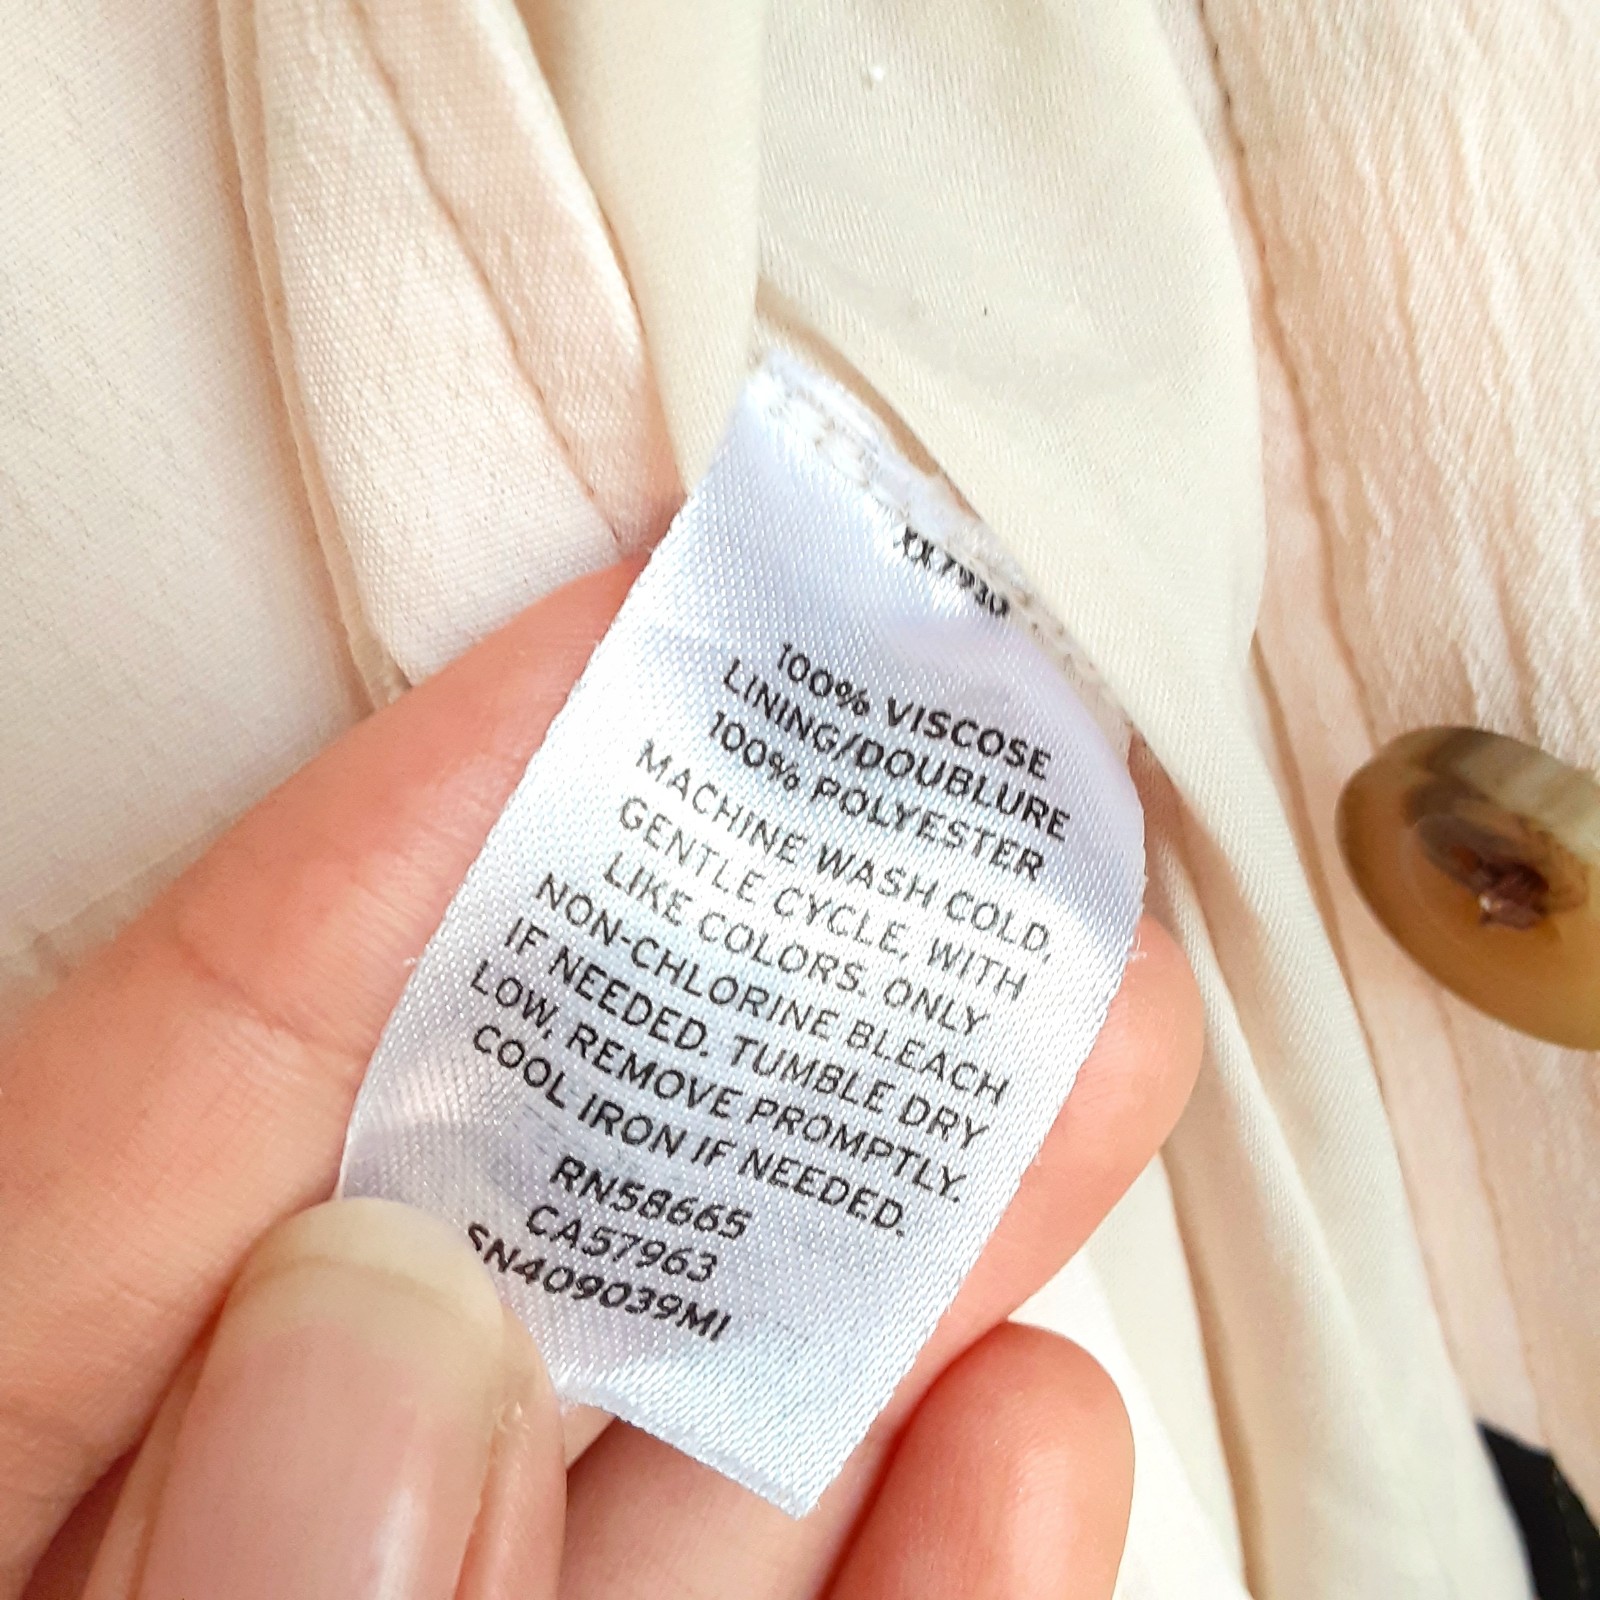 100% VISCOSE
LINING/DOUBLURE
100% POLYESTER
MACHINE WASH COLD,
GENTLE CYCLE, WITH
LIKE COLORS. ONLY
NON-CHLORINE BLEACH
IF NEEDED. TUMBLE DRY
LOW, REMOVE PROMPTLY.
COOL IRON IF NEEDED.
RN58665
CA57963
SN409039MI